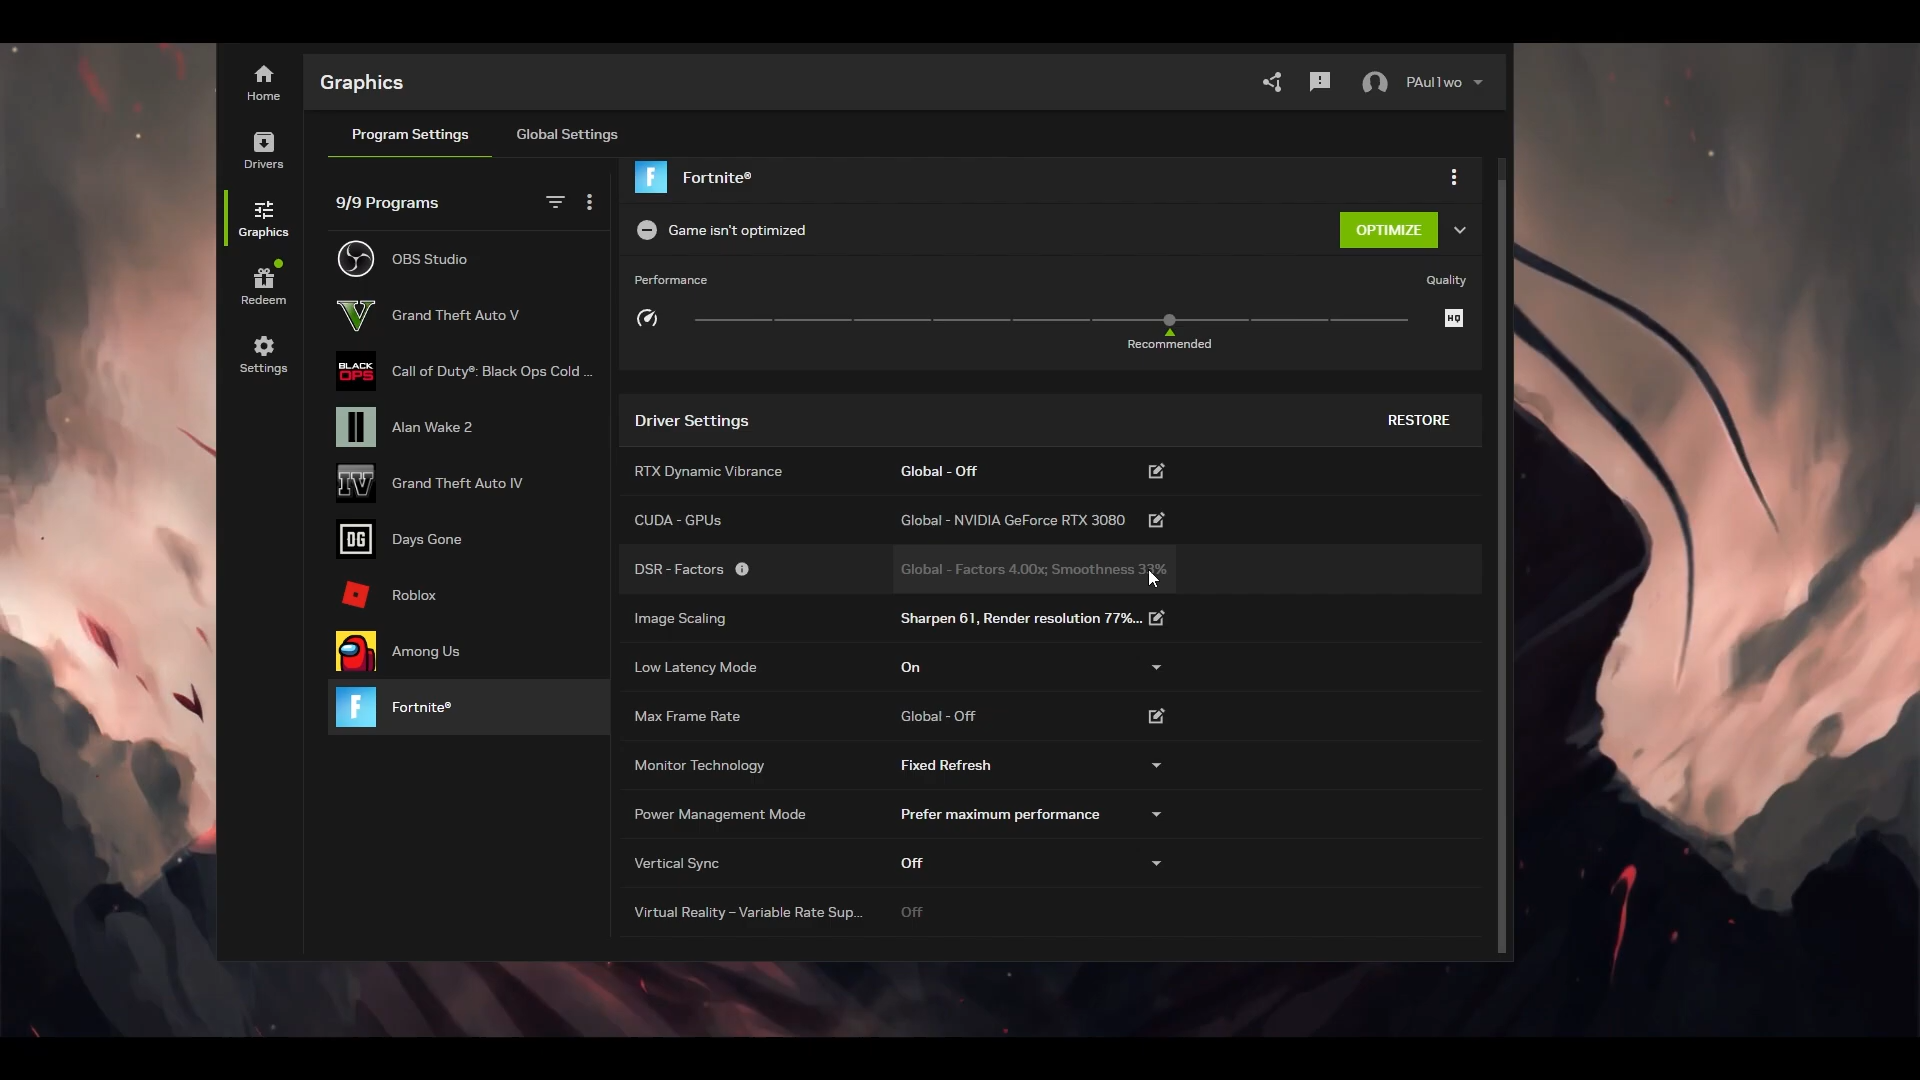 Graphics
PAul1wo
Home
Drivers
Graphics
Redeem
Settings
Program Settings
Global Settings
9/9 Programs
OBS Studio
Grand Theft Auto V
BLACK OPS
Call of Duty®: Black Ops Cold ...
Alan Wake 2
IV
Grand Theft Auto IV
DG
Days Gone
Roblox
Among Us
F
Fortnite®
F
Fortnite®
Game isn't optimized
OPTIMIZE
Performance
Quality
HQ
Recommended
Driver Settings
RESTORE
RTX Dynamic Vibrance
Global - Off
CUDA - GPUs
Global - NVIDIA GeForce RTX 3080
DSR - Factors
Global - Factors 4.00x; Smoothness 33%
Image Scaling
Sharpen 61, Render resolution 77%...
Low Latency Mode
On
Max Frame Rate
Global - Off
Monitor Technology
Fixed Refresh
Power Management Mode
Prefer maximum performance
Vertical Sync
Off
Virtual Reality – Variable Rate Sup...
Off